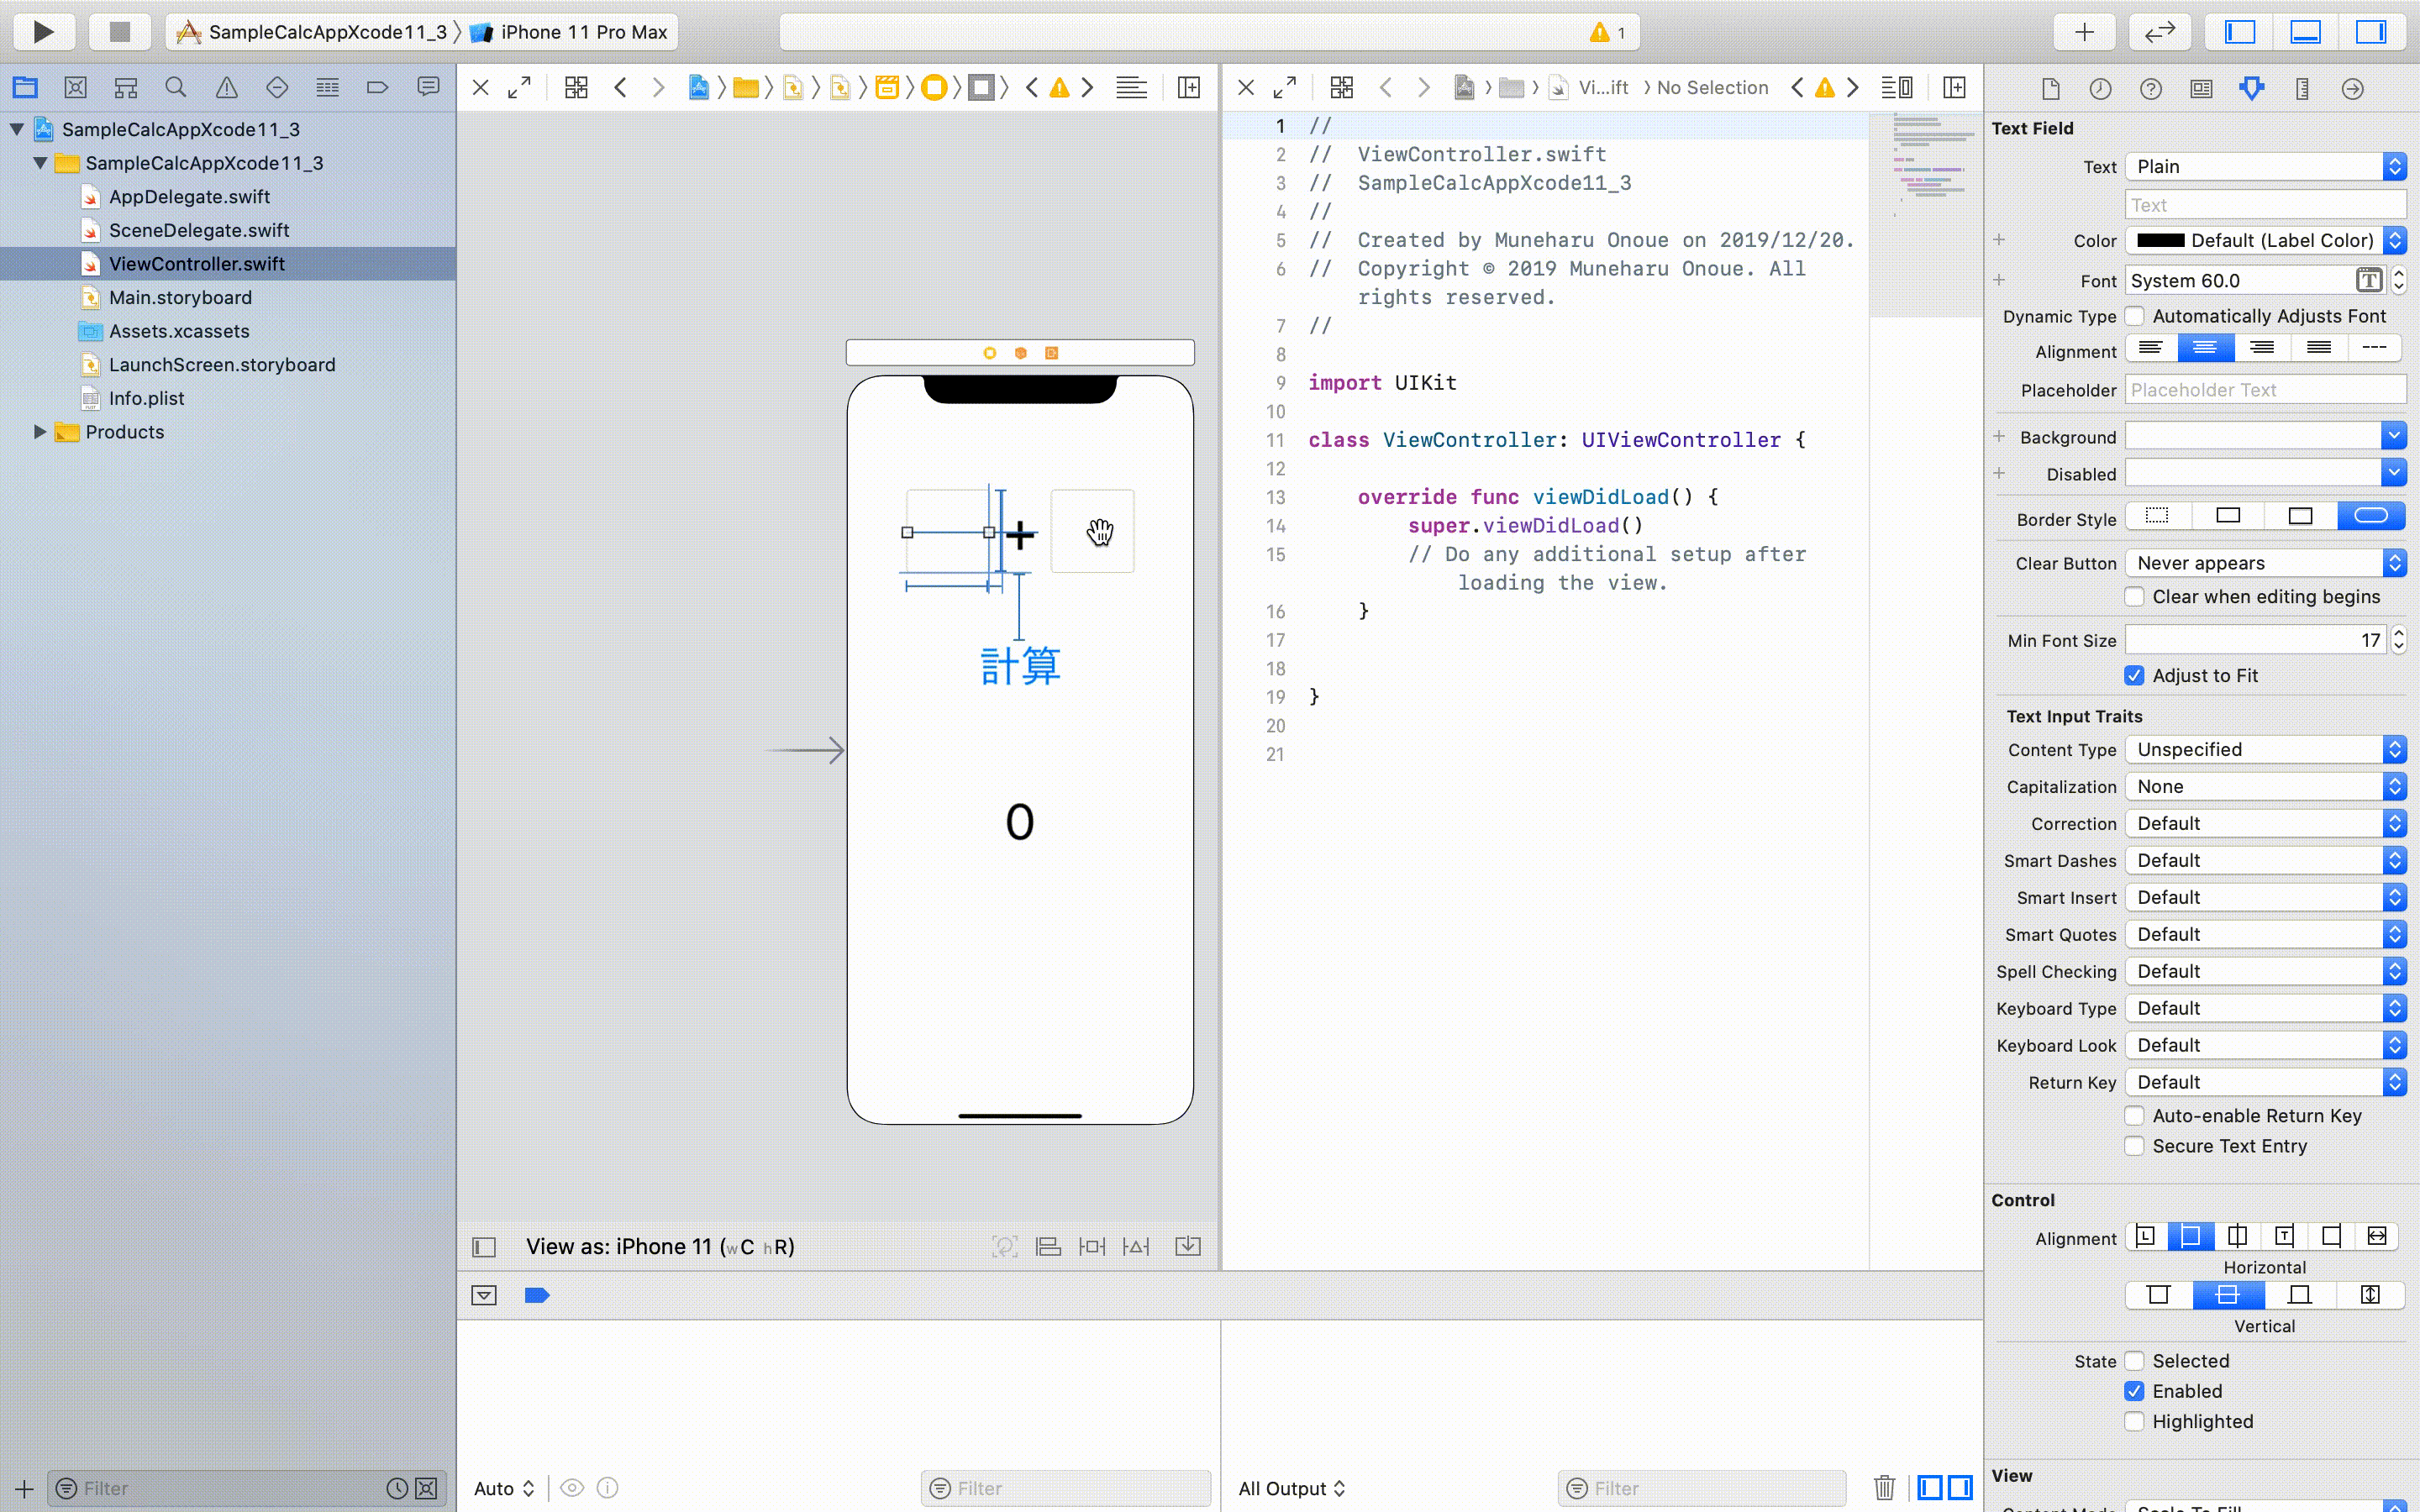 SampleCalcAppXcode11_3 〉 iPhone 11 Pro Max
1
SampleCalcAppXcode11_3
SampleCalcAppXcode11_3
AppDelegate.swift
SceneDelegate.swift
ViewController.swift
Main.storyboard
Assets.xcassets
LaunchScreen.storyboard
Info.plist
Products
Filter
+
計算
0
View as: iPhone 11 (wC hR)
Auto
Filter
Vi...ift 〉 No Selection
1 //
2 //  ViewController.swift
3 //  SampleCalcAppXcode11_3
4 //
5 //  Created by Muneharu Onoue on 2019/12/20.
6 //  Copyright © 2019 Muneharu Onoue. All
rights reserved.
7 //
8
9 import UIKit
10
11 class ViewController: UIViewController {
12
13     override func viewDidLoad() {
14         super.viewDidLoad()
15         // Do any additional setup after
loading the view.
16     }
17
18
19 }
20
21
All Output
Filter
Text Field
Text Plain
Text
Color Default (Label Color)
Font System 60.0
Dynamic Type Automatically Adjusts Font
Alignment
Placeholder Placeholder Text
Background
Disabled
Border Style
Clear Button Never appears
Clear when editing begins
Min Font Size 17
Adjust to Fit
Text Input Traits
Content Type Unspecified
Capitalization None
Correction Default
Smart Dashes Default
Smart Insert Default
Smart Quotes Default
Spell Checking Default
Keyboard Type Default
Keyboard Look Default
Return Key Default
Auto-enable Return Key
Secure Text Entry
Control
Alignment
Horizontal
Vertical
State Selected
Enabled
Highlighted
View